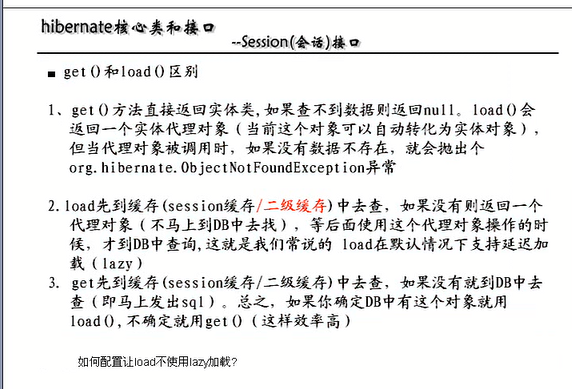 hibernate核心类和接口
--Session(会话)接口
get()和load()区别
1、get()方法直接返回实体类,如果查不到数据则返回null。load()会
返回一个实体代理对象（当前这个对象可以自动转化为实体对象）,
但当代理对象被调用时，如果没有数据不存在，就会抛出个
org.hibernate.ObjectNotFoundException异常
2.load先到缓存(session缓存/二级缓存)中去查，如果没有则返回一个
代理对象（不马上到DB中去找），等后面使用这个代理对象操作的时
候，才到DB中查询,这就是我们常说的 load在默认情况下支持延迟加
载（lazy）
3. get先到缓存(session缓存/二级缓存)中去查，如果没有就到DB中去
查（即马上发出sql）。总之，如果你确定DB中有这个对象就用
load(),不确定就用get()（这样效率高）
如何配置让load不使用lazy加载?